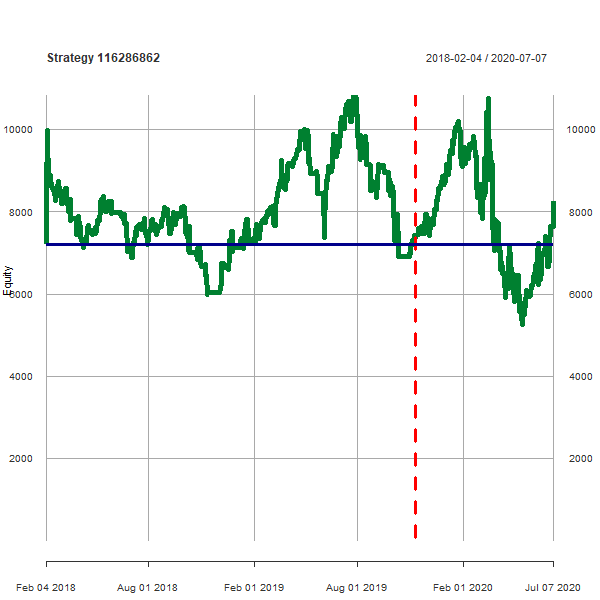 Strategy 116286862
2018-02-04 / 2020-07-07
10000 10000
8000 8000
Equity
6000 6000
4000 4000
2000 2000
Feb 04 2018 Aug 01 2018 Feb 01 2019 Aug 01 2019 Feb 01 2020 Jul 07 2020